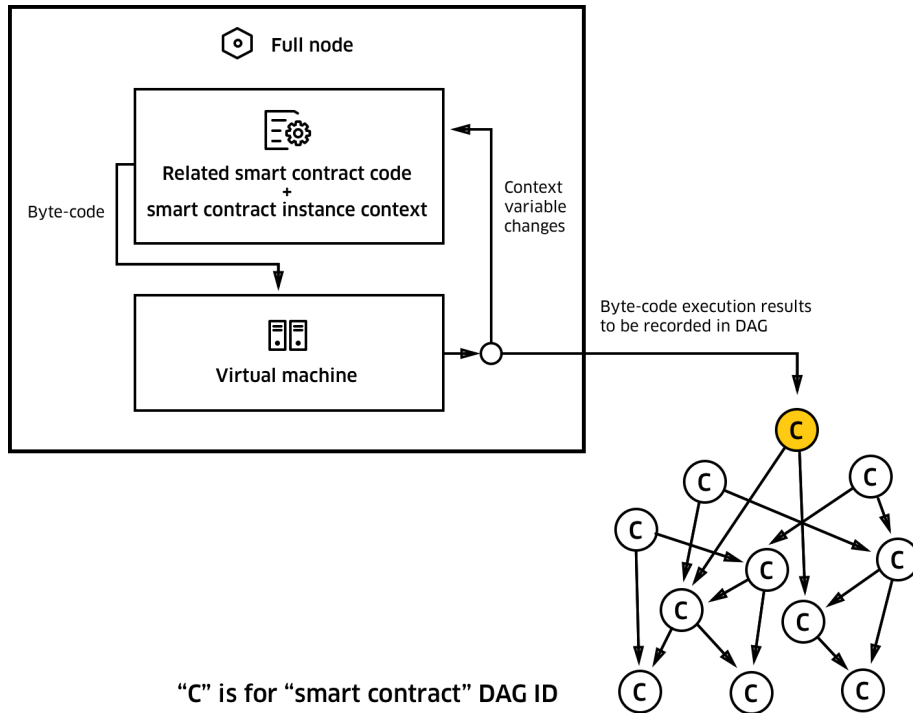 Full node
Related smart contract code
+
smart contract instance context
Byte-code
Context
variable
changes
Virtual machine
Byte-code execution results
to be recorded in DAG
C
C
C
C
C
C
C
C
C
C
C
“C” is for “smart contract” DAG ID